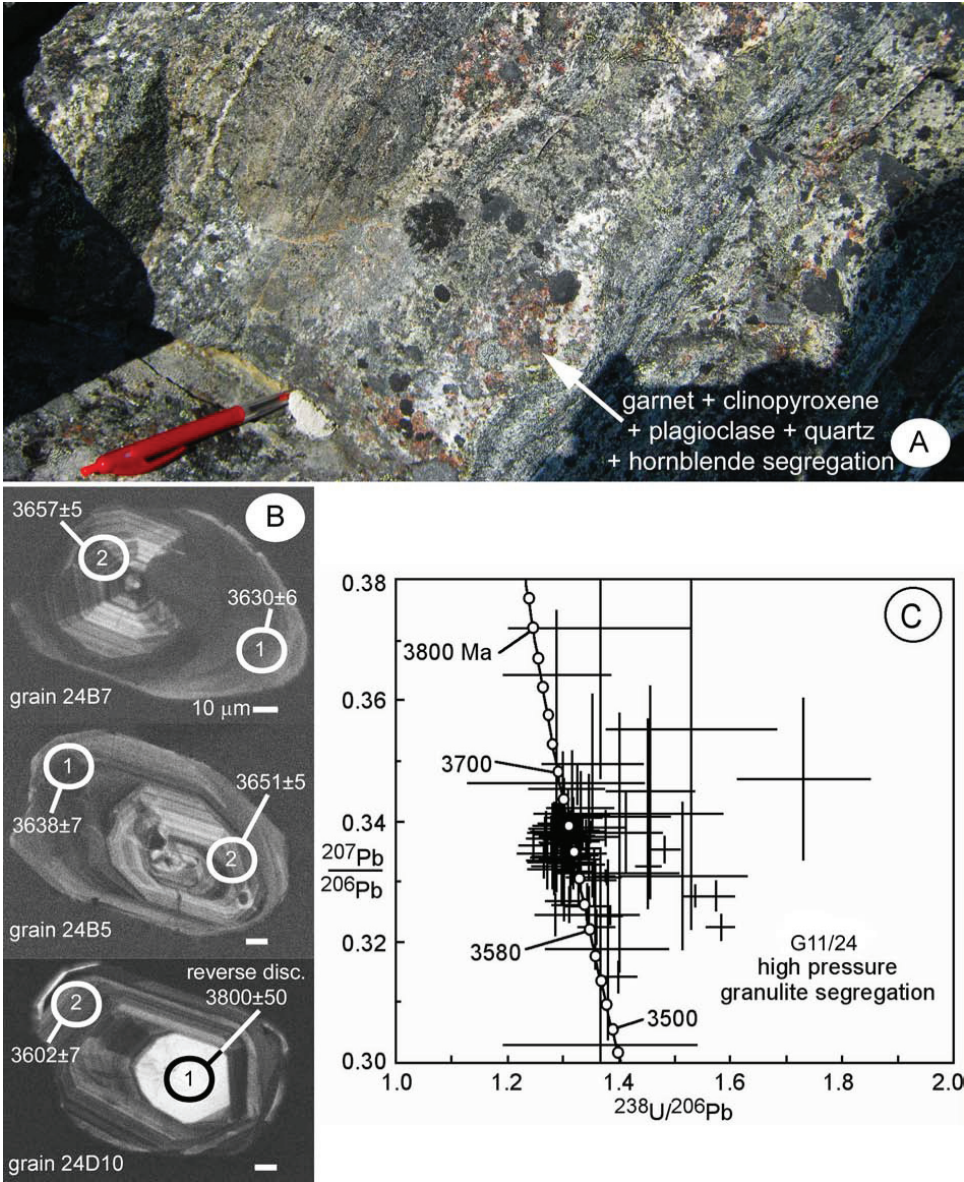 garnet + clinopyroxene
+ plagioclase + quartz
+ hornblende segregation
A
B
3657±5
2
3630±6
1
grain 24B7
10 μm
1
3651±5
3638±7
2
grain 24B5
reverse disc.
3800±50
2
3602±7
1
grain 24D10
C
0.38
3800 Ma
0.36
3700
0.34
207Pb
206Pb
0.32
3580
G11/24
high pressure
granulite segregation
3500
0.30
1.0
1.2
1.4
1.6
1.8
2.0
238U/206Pb